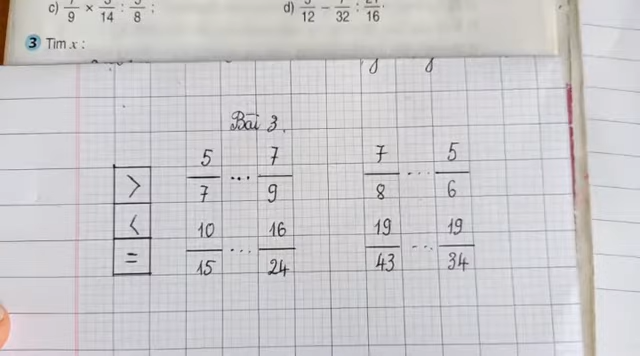 c) 7/9 × 5/14 : 5/8 ;
d) 5/12 − 7/32 : 21/16 .
3 Tìm x :
Bài 3.
> 5/7 ... 7/9 7/8 ... 5/6
< 10/15 ... 16/24 19/43 ... 19/34
=